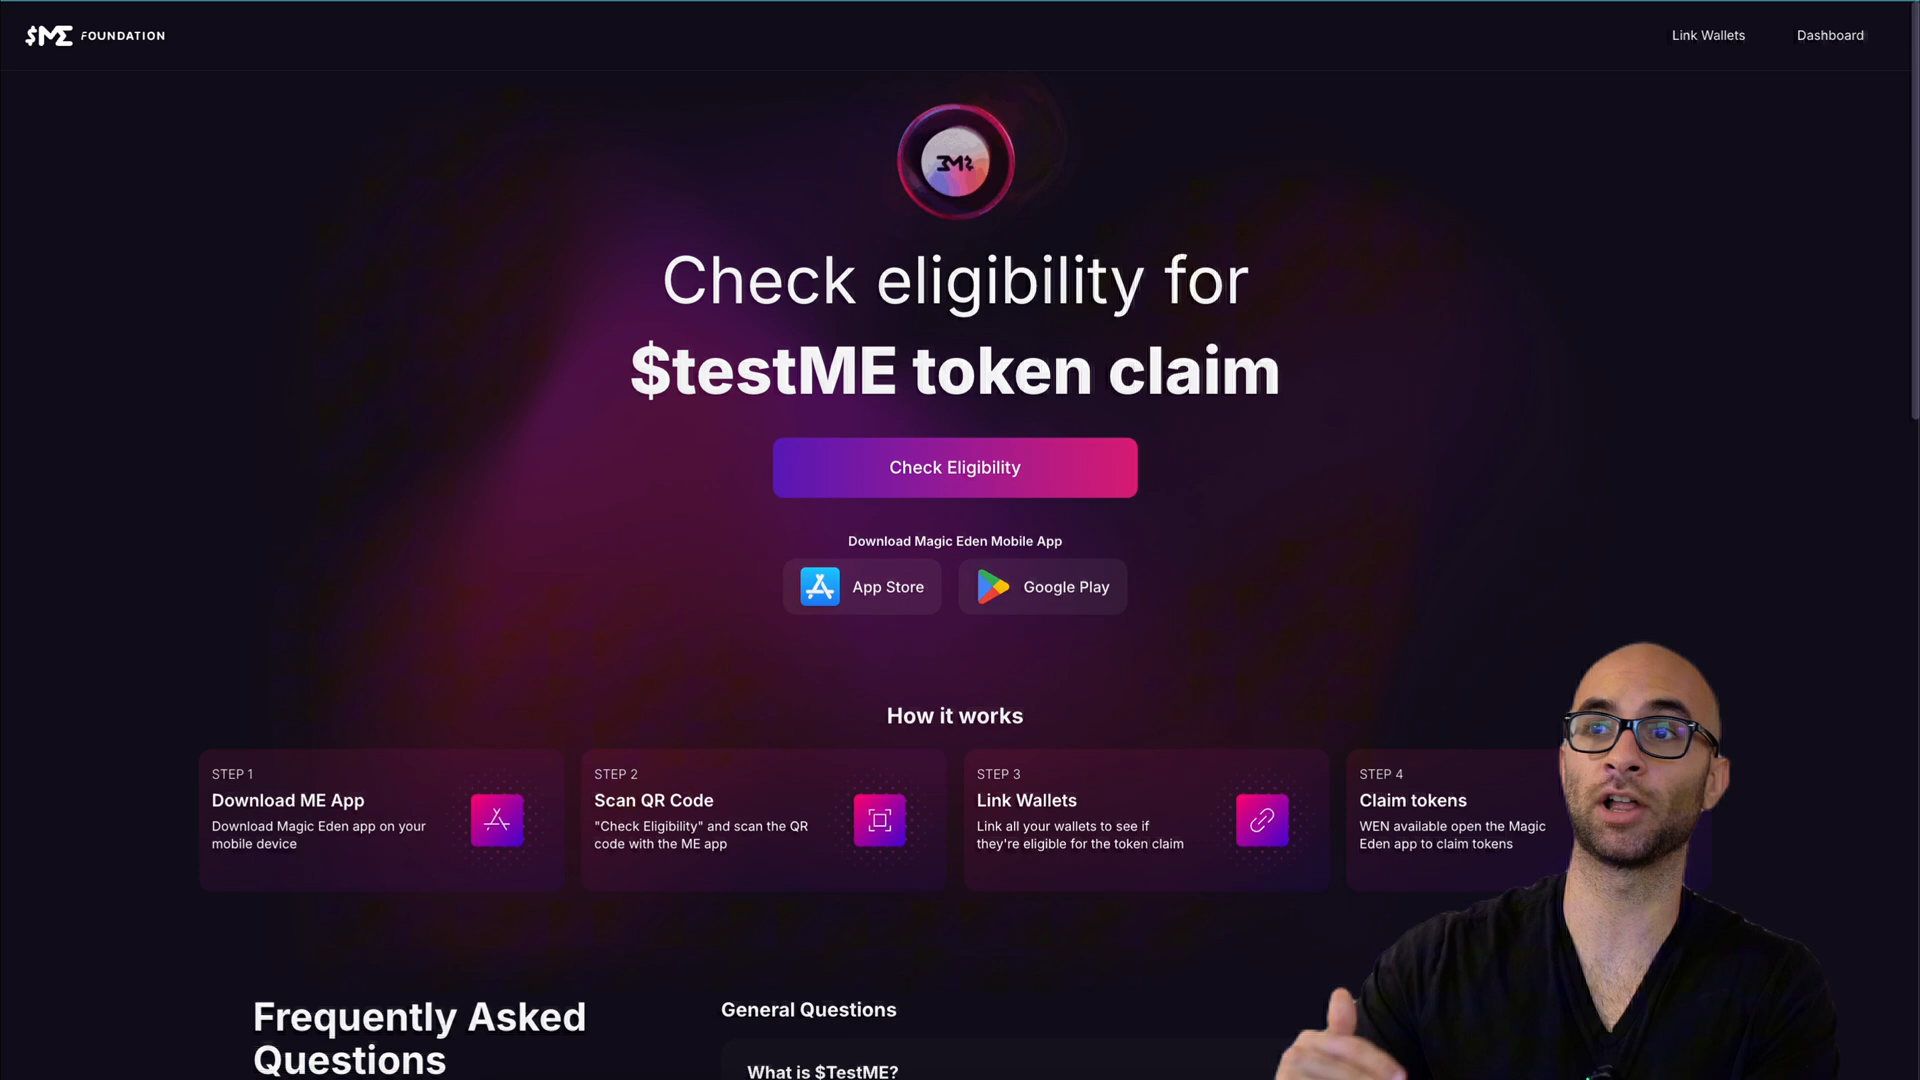 $ME FOUNDATION
Link Wallets
Dashboard
Check eligibility for
$testME token claim
Check Eligibility
Download Magic Eden Mobile App
App Store
Google Play
How it works
STEP 1
Download ME App
Download Magic Eden app on your
mobile device
STEP 2
Scan QR Code
"Check Eligibility" and scan the QR
code with the ME app
STEP 3
Link Wallets
Link all your wallets to see if
they're eligible for the token claim
STEP 4
Claim tokens
WEN available open the Magic
Eden app to claim tokens
Frequently Asked
Questions
General Questions
What is $TestME?